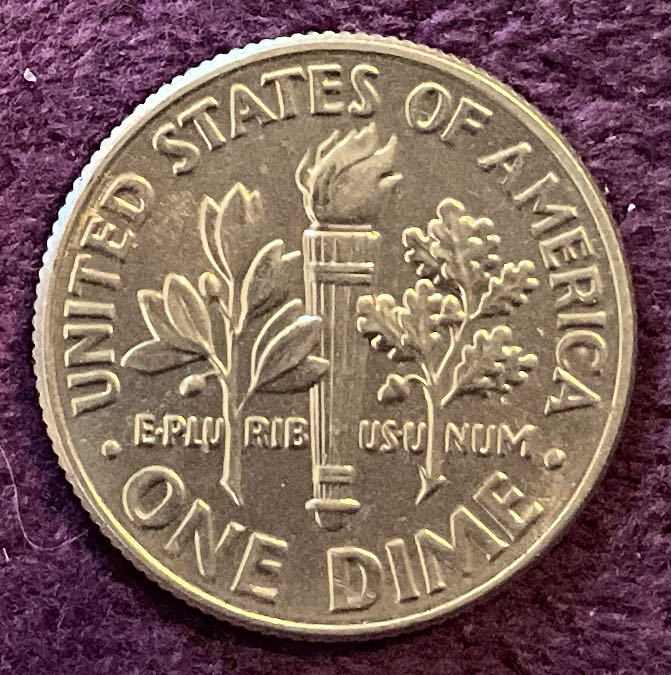 UNITED STATES OF AMERICA
E·PLU RIB US·U NUM
• ONE DIME •